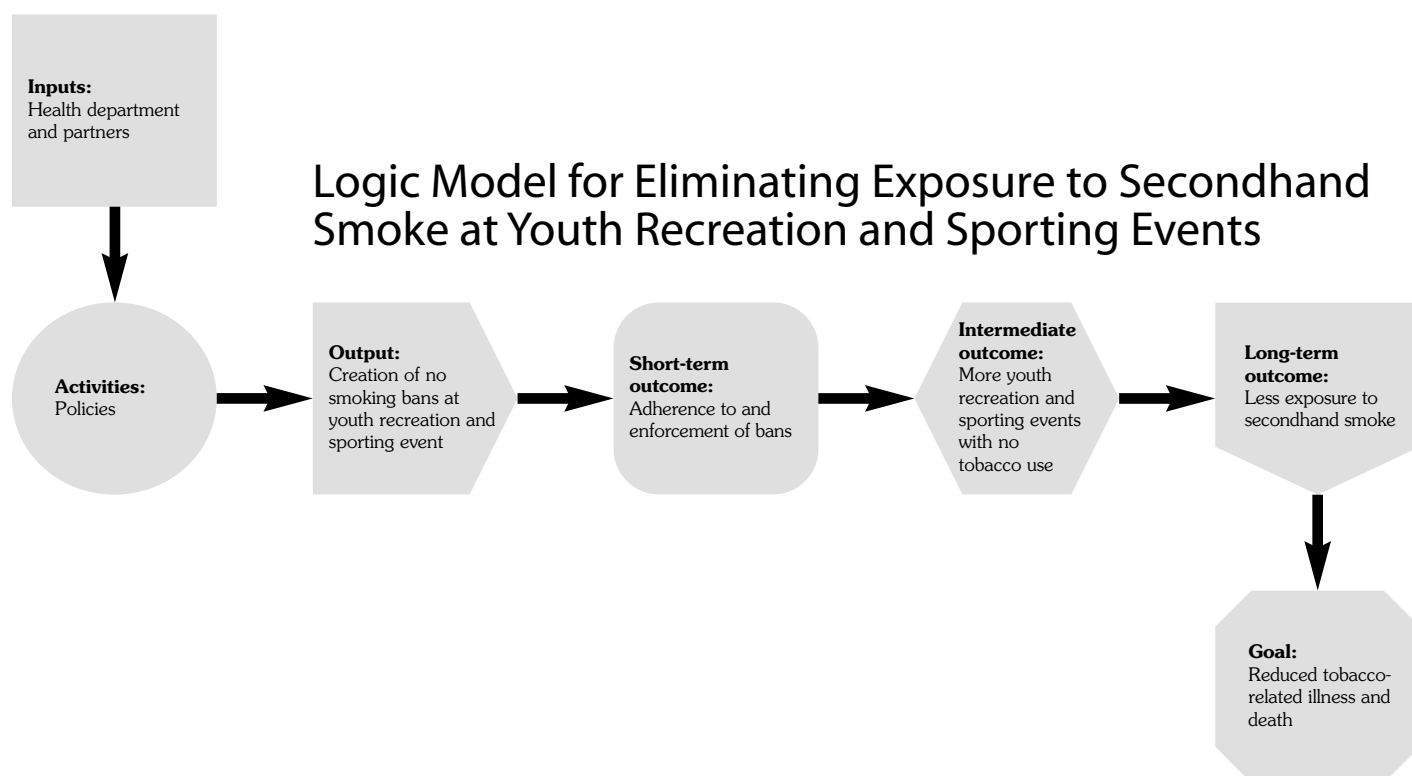 Inputs:
Health department
and partners
Logic Model for Eliminating Exposure to Secondhand
Smoke at Youth Recreation and Sporting Events
Activities:
Policies
Output:
Creation of no
smoking bans at
youth recreation and
sporting event
Short-term
outcome:
Adherence to and
enforcement of bans
Intermediate
outcome:
More youth
recreation and
sporting events
with no
tobacco use
Long-term
outcome:
Less exposure to
secondhand smoke
Goal:
Reduced tobacco-
related illness and
death